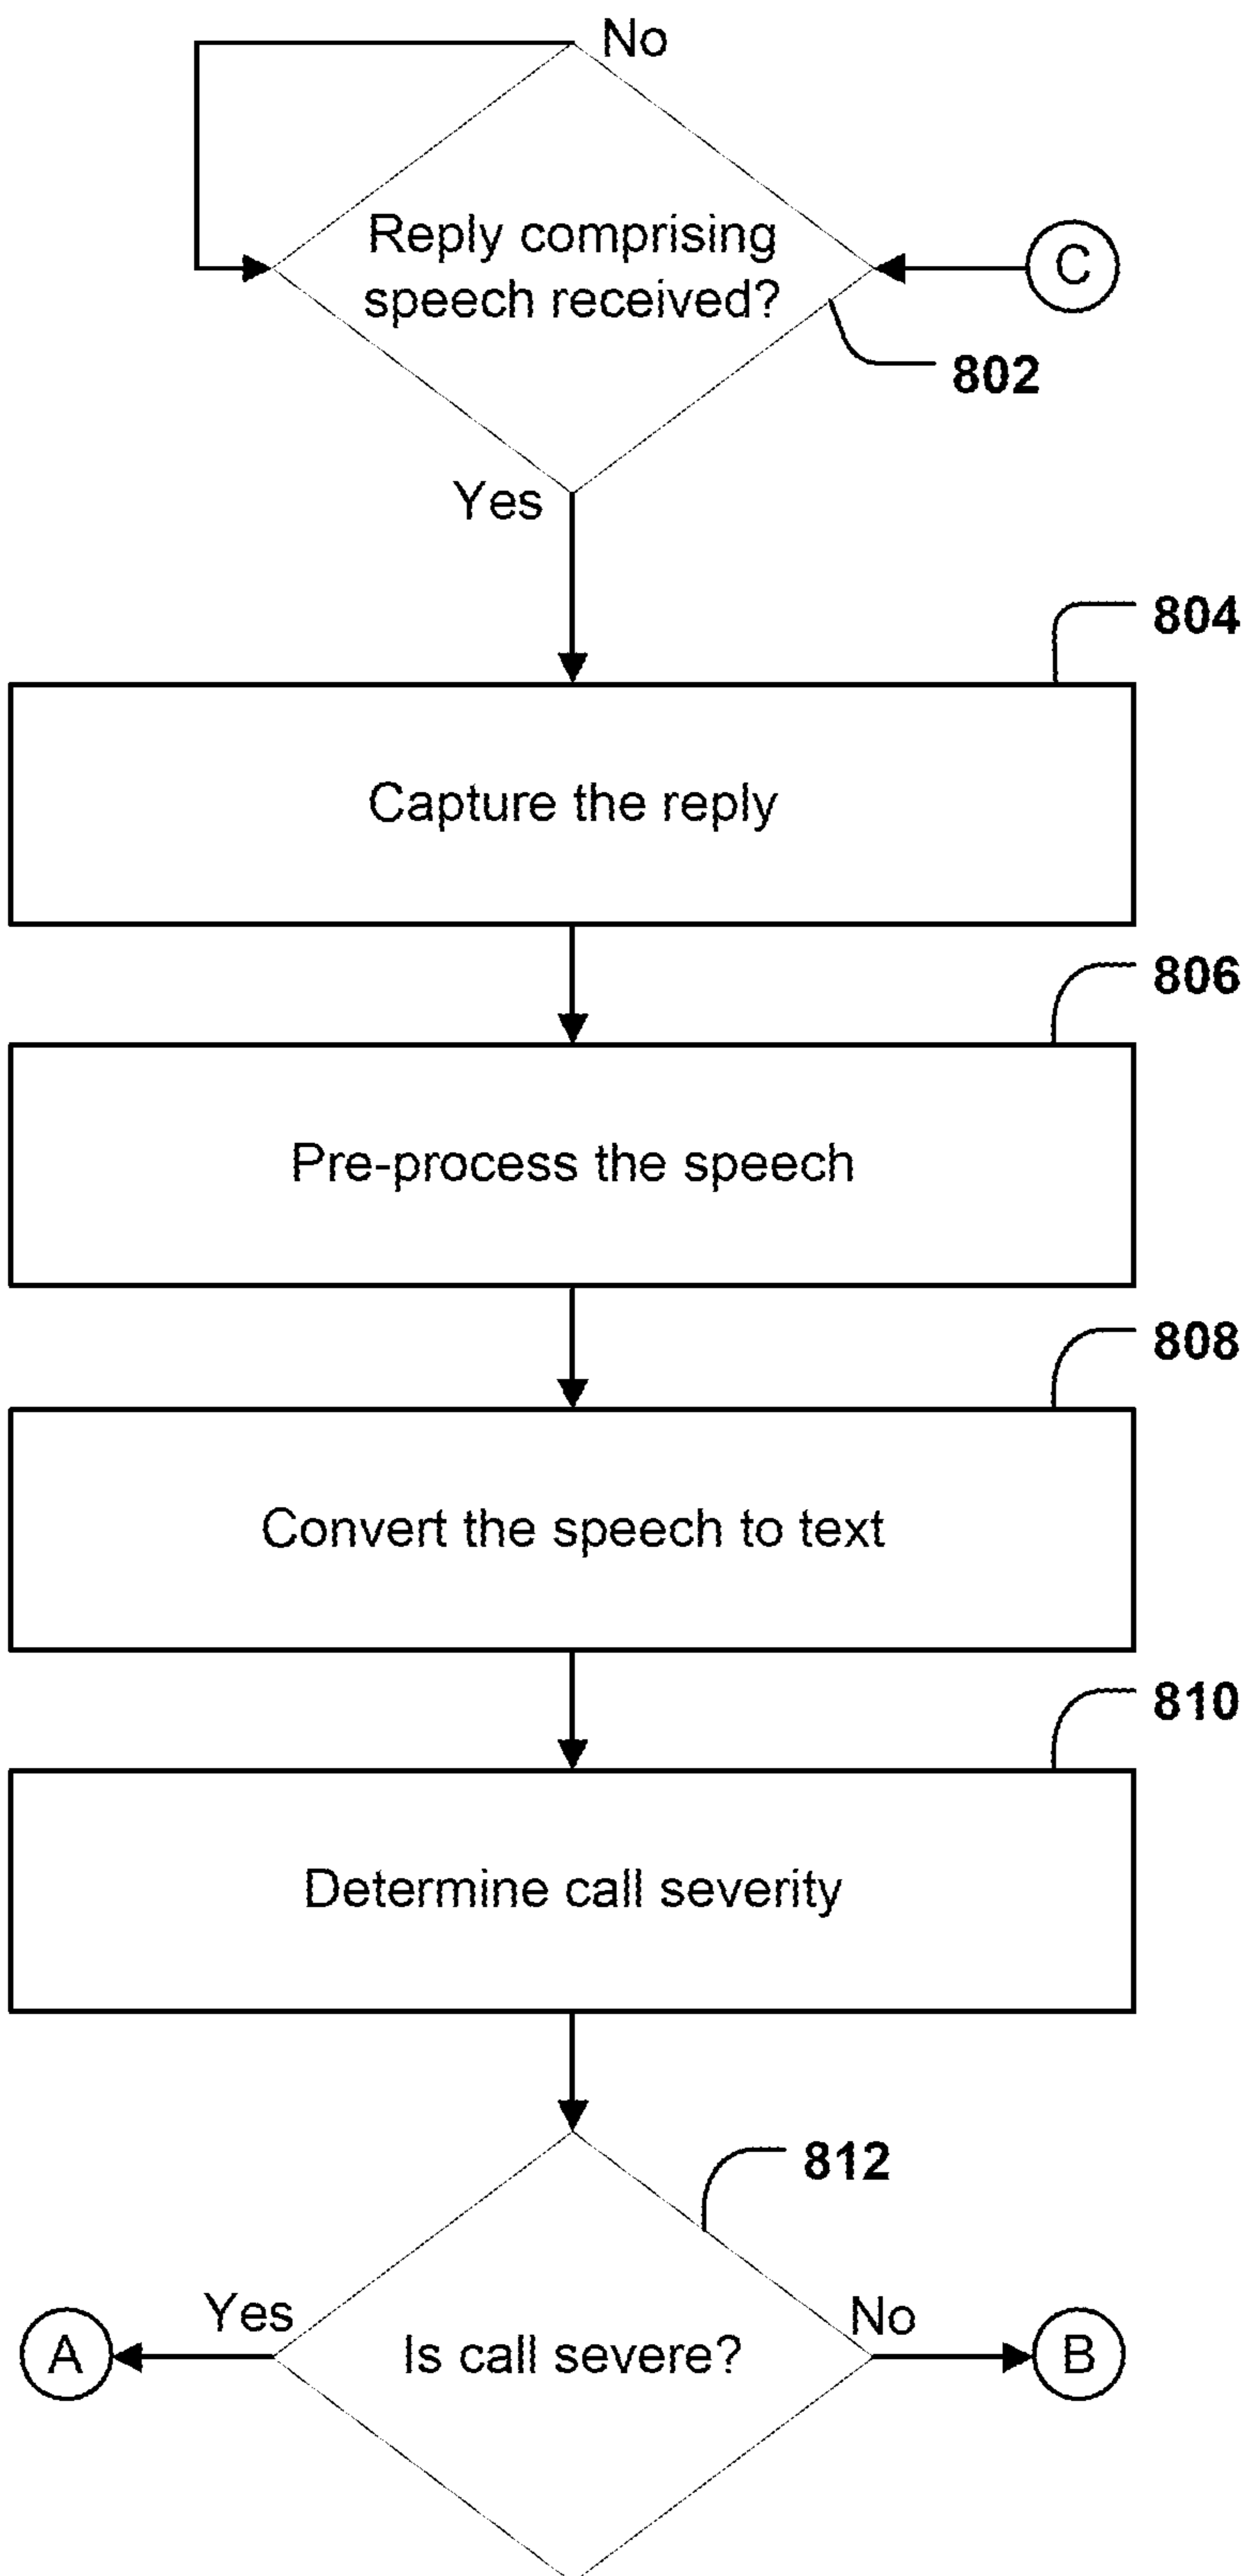 No
Reply comprising
speech received?
C
802
Yes
804
Capture the reply
806
Pre-process the speech
808
Convert the speech to text
810
Determine call severity
812
Yes
No
A
Is call severe?
B